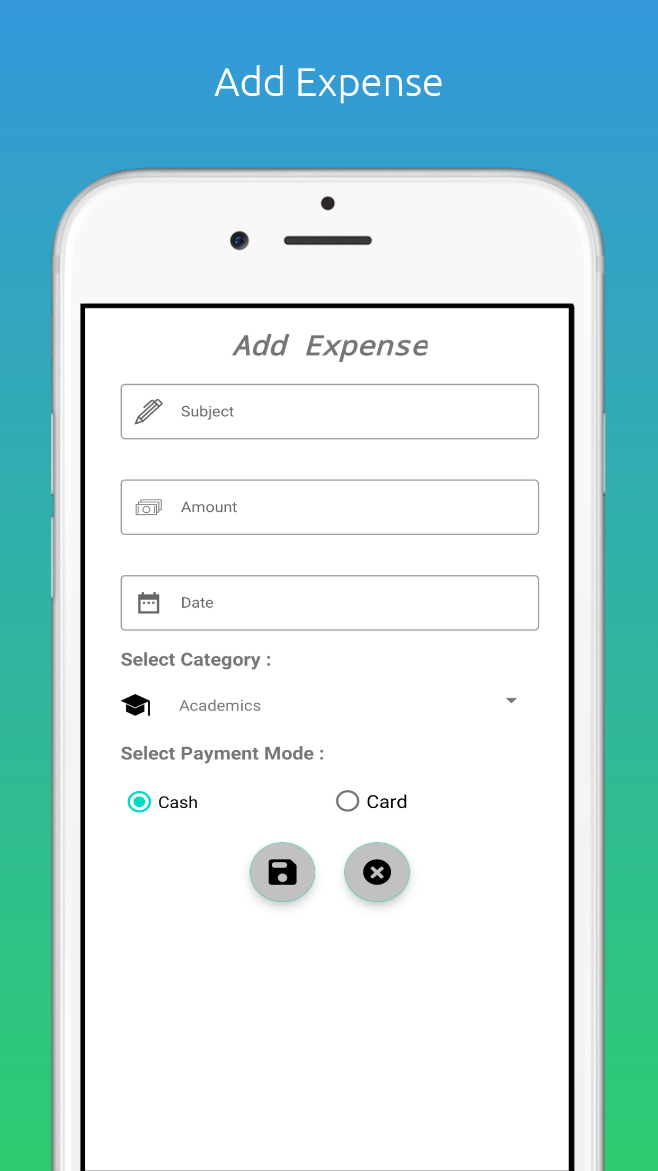 Add Expense
Add Expense
Subject
Amount
Date
Select Category :
Academics
Select Payment Mode :
Cash Card